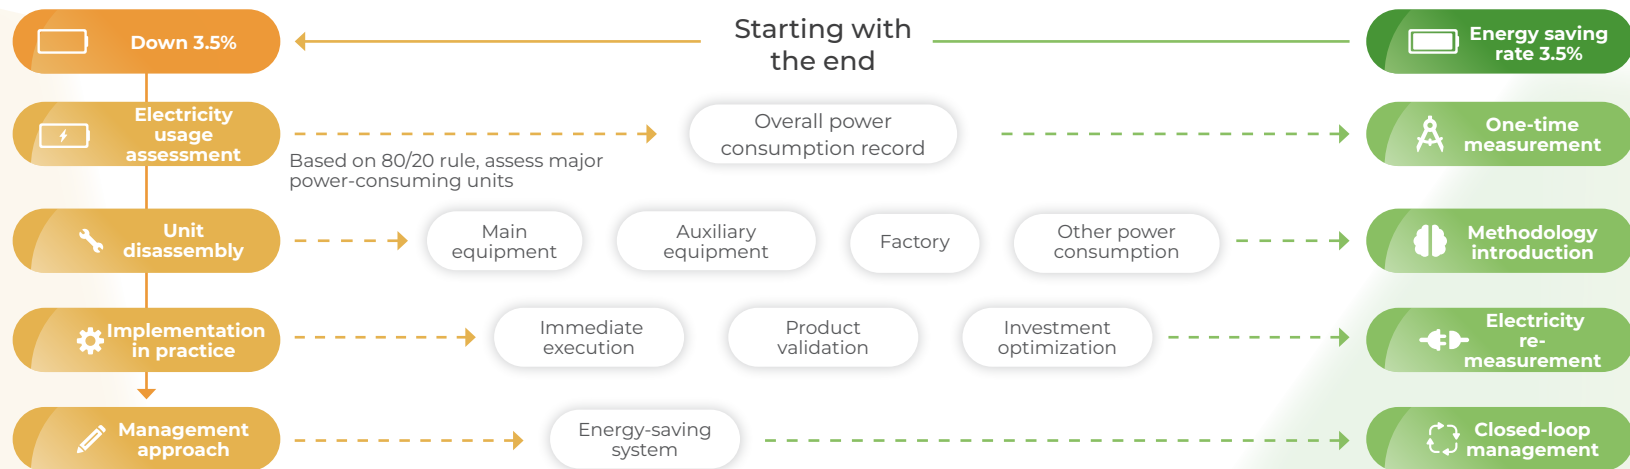 Down 3.5%
Starting with
the end
Energy saving
rate 3.5%
Electricity
usage
assessment
Based on 80/20 rule, assess major
power-consuming units
Overall power
consumption record
One-time
measurement
Unit
disassembly
Main
equipment
Auxiliary
equipment
Factory
Other power
consumption
Methodology
introduction
Implementation
in practice
Immediate
execution
Product
validation
Investment
optimization
Electricity
re-
measurement
Management
approach
Energy-saving
system
Closed-loop
management